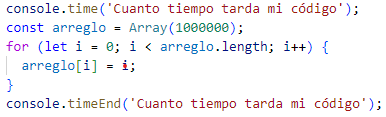 console.time('Cuanto tiempo tarda mi código');
const arreglo = Array(1000000);
for (let i = 0; i < arreglo.length; i++) {
  arreglo[i] = i;
}
console.timeEnd('Cuanto tiempo tarda mi código');